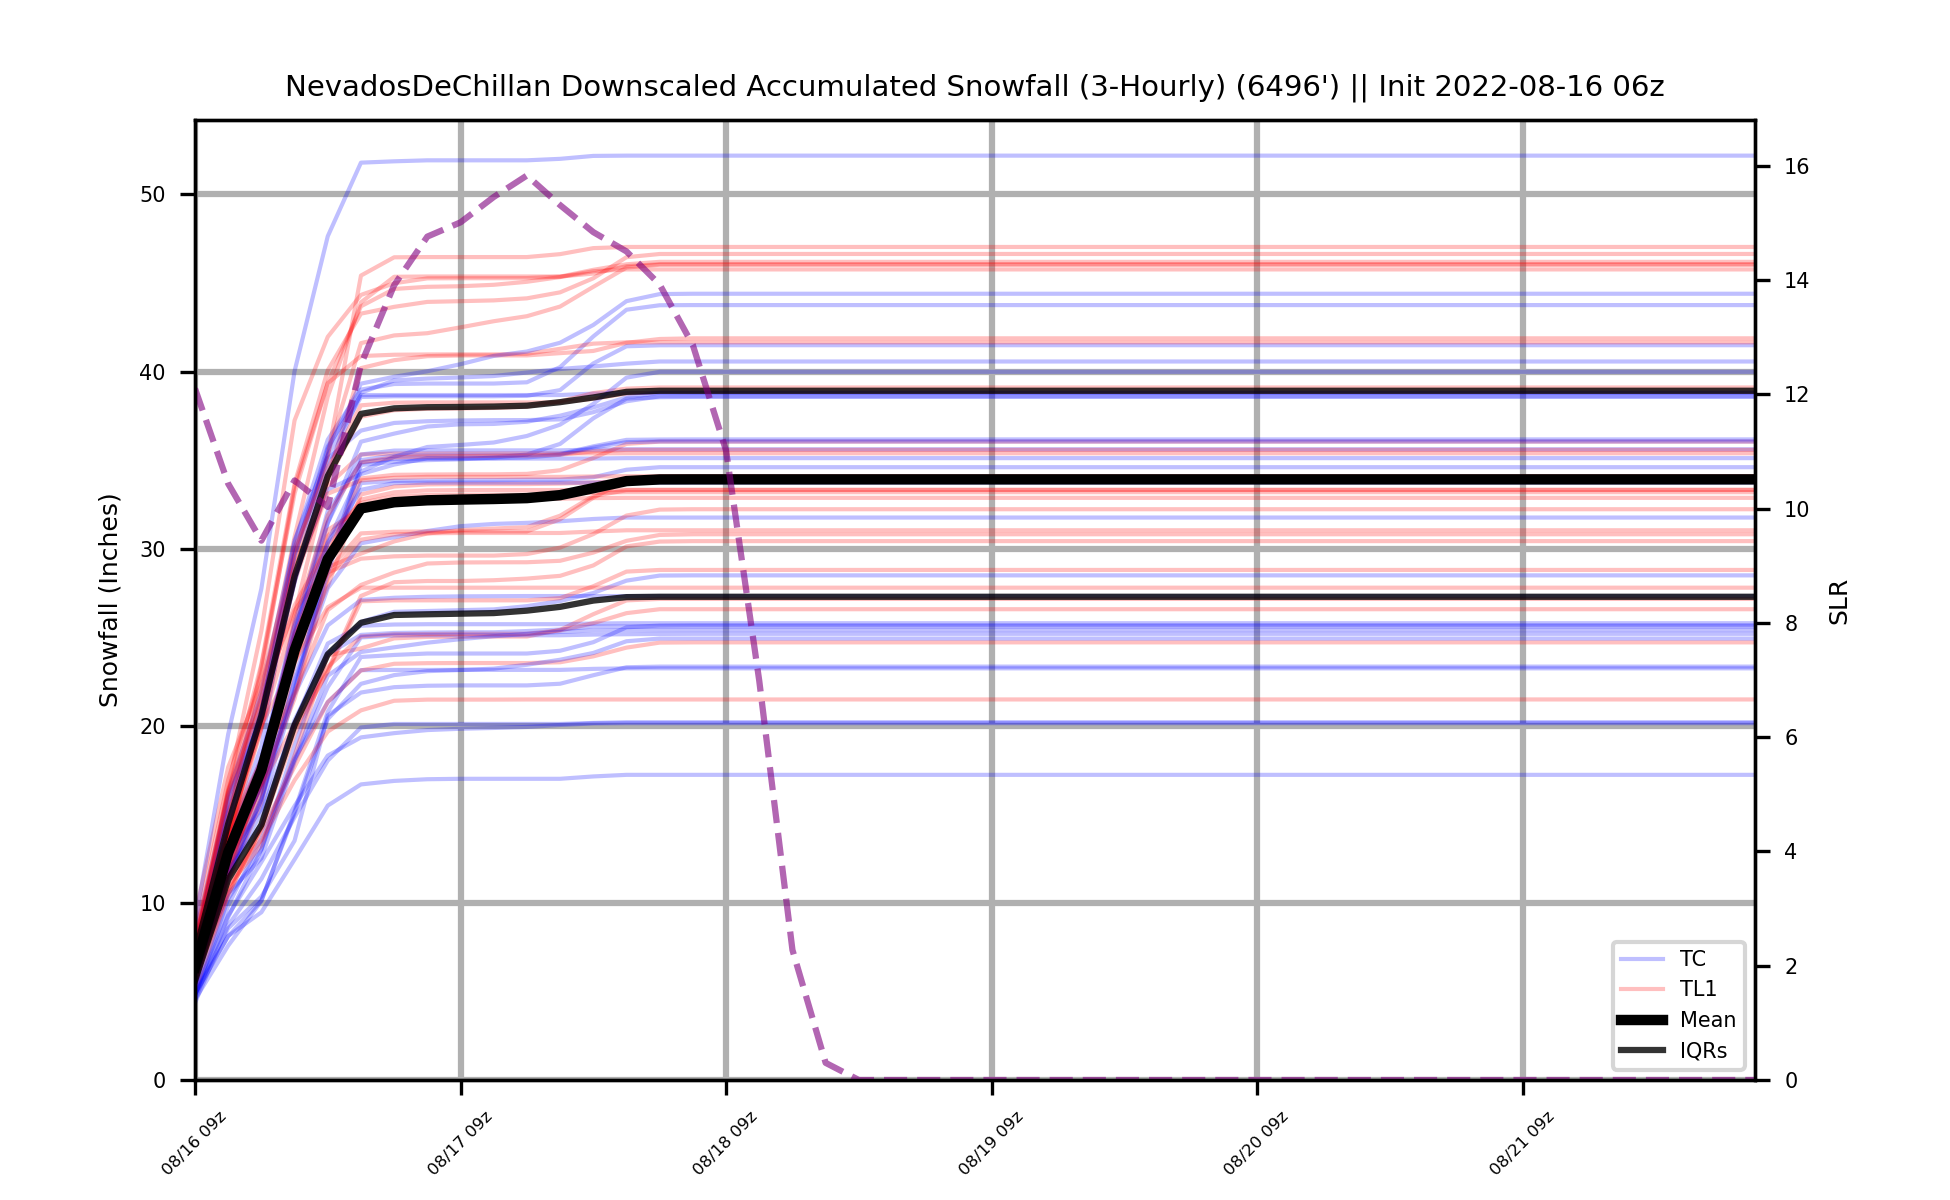 NevadosDeChillan Downscaled Accumulated Snowfall (3-Hourly) (6496') || Init 2022-08-16 06z
Snowfall (Inches)
50
40
30
20
10
0
16
14
12
10
8
6
4
2
0
SLR
TC
TL1
Mean
IQRs
08/16 09z
08/17 09z
08/18 09z
08/19 09z
08/20 09z
08/21 09z